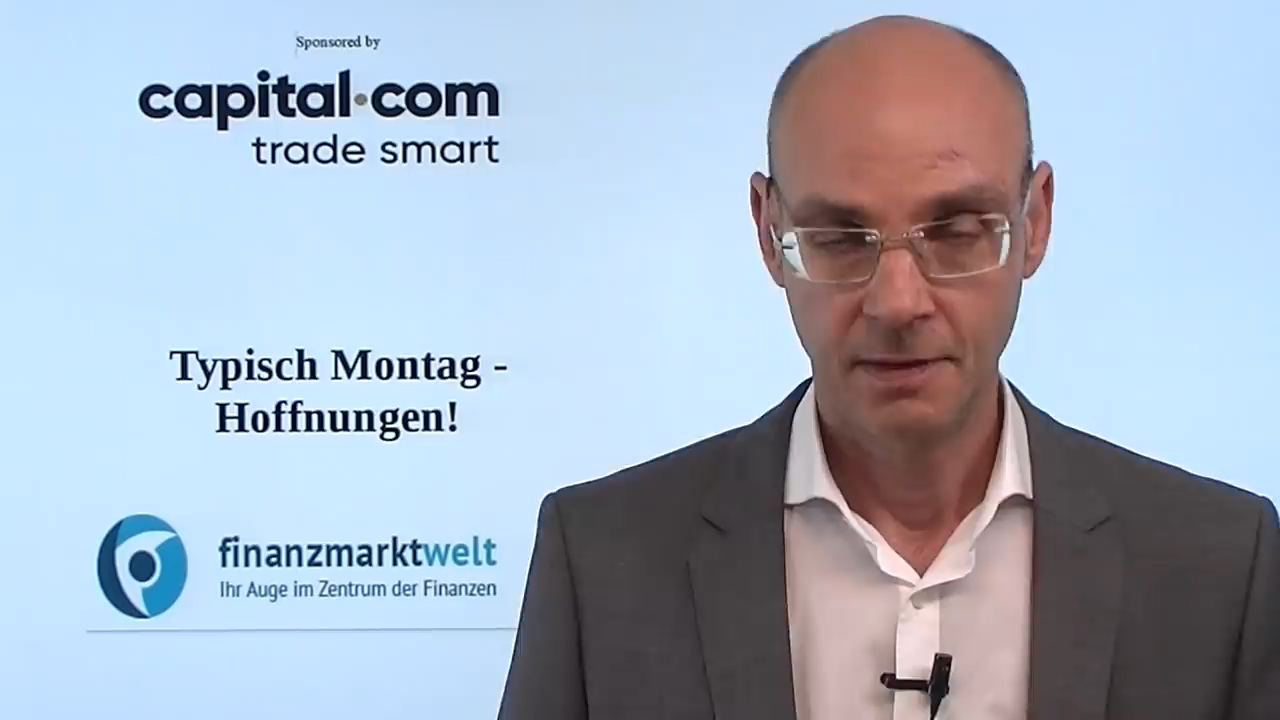 Sponsored by
capital.com
trade smart
Typisch Montag -
Hoffnungen!
finanzmarktwelt
Ihr Auge im Zentrum der Finanzen